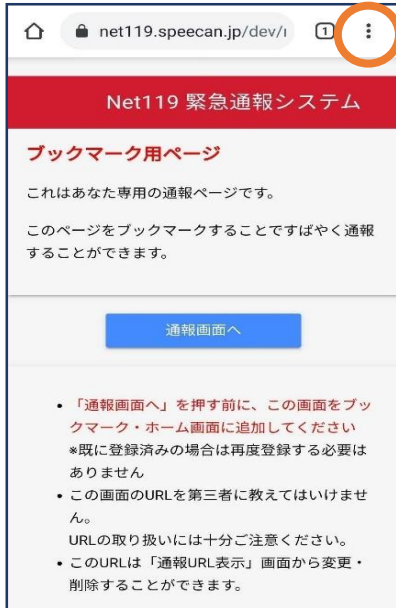 net119.speecan.jp/dev/
1
Net119 緊急通報システム
ブックマーク用ページ
これはあなた専用の通報ページです。
このページをブックマークすることですばやく通報
することができます。
通報画面へ
• 「通報画面へ」を押す前に、この画面をブッ
クマーク・ホーム画面に追加してください
*既に登録済みの場合は再度登録する必要は
ありません
• この画面のURLを第三者に教えてはいけませ
ん。
URLの取り扱いには十分ご注意ください。
• このURLは「通報URL表示」画面から変更・
削除することができます。